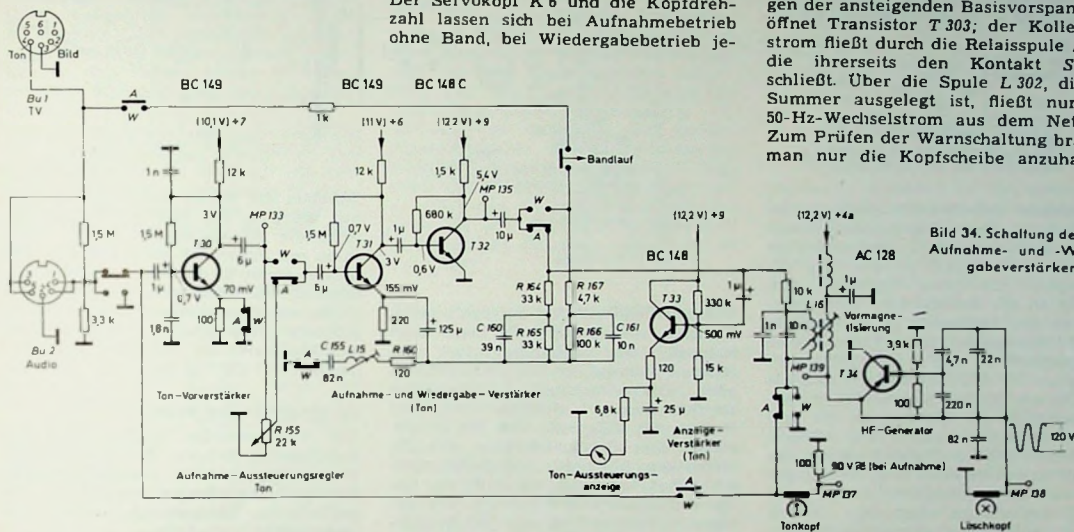 Der Servokopf K 6 und die Kopfdreh-
zahl lassen sich bei Aufnahmebetrieb
ohne Band, bei Wiedergabebetrieb je-
gen der ansteigenden Basisvorspan
öffnet Transistor T 303; der Kolle
strom fließt durch die Relaisspule
die ihrerseits den Kontakt S
schließt. Über die Spule L 302, di
Summer ausgelegt ist, fließt nur
50-Hz-Wechselstrom aus dem Net
Zum Prüfen der Warnschaltung br
man nur die Kopfscheibe anzuha
Bild 34. Schaltung de
Aufnahme- und -W
gabeverstärker
5 6 1
Ton
Bild
Bu 1
TV
A
W
1k
BC 149
BC 149
BC 148 C
(10,1 V) +7
(11 V) +6
(12,2 V) +9
Bandlauf
1n
12 k
12 k
1,5 k
5,4 V
MP 135
W
A
10 µ
1,5 M
1,5 M
3 V
MP 133
6 µ
T30
1 µ
0,7 V
70 mV
1,8 n
100
A
W
3,3 k
Bu 2
Audio
W
A
6 µ
1,5 M
0,7 V
T31
3 V
155 mV
220
125 µ
1 µ
680 k
0,6 V
T32
A
W
C 155
82 n
L15
R 160
120
C 160
39 n
R 164
33 k
R 165
33 k
R 167
4,7 k
R 166
100 k
C 161
10 n
Ton-Vorverstärker
Aufnahme- und Wiedergabe-Verstärker
(Ton)
R 155
22 k
Aufnahme-Aussteuerungsregler
Ton
(12,2 V) +9
BC 148
T33
330 k
1 µ
500 mV
120
15 k
6,8 k
25 µ
Anzeige-
Verstärker
(Ton)
Ton-Aussteuerungs-
anzeige
(12,2 V) +4a
AC 128
1 µ
10 k
L16
1n
10 n
Vormagne-
tisierung
3,9 k
4,7 n
22 n
MP 139
T 34
100
220 n
HF-Generator
82 n
120 V
A
W
100
90 V
(bei Aufnahme)
MP 137
MP 138
A
W
Tonkopf
Löschkopf